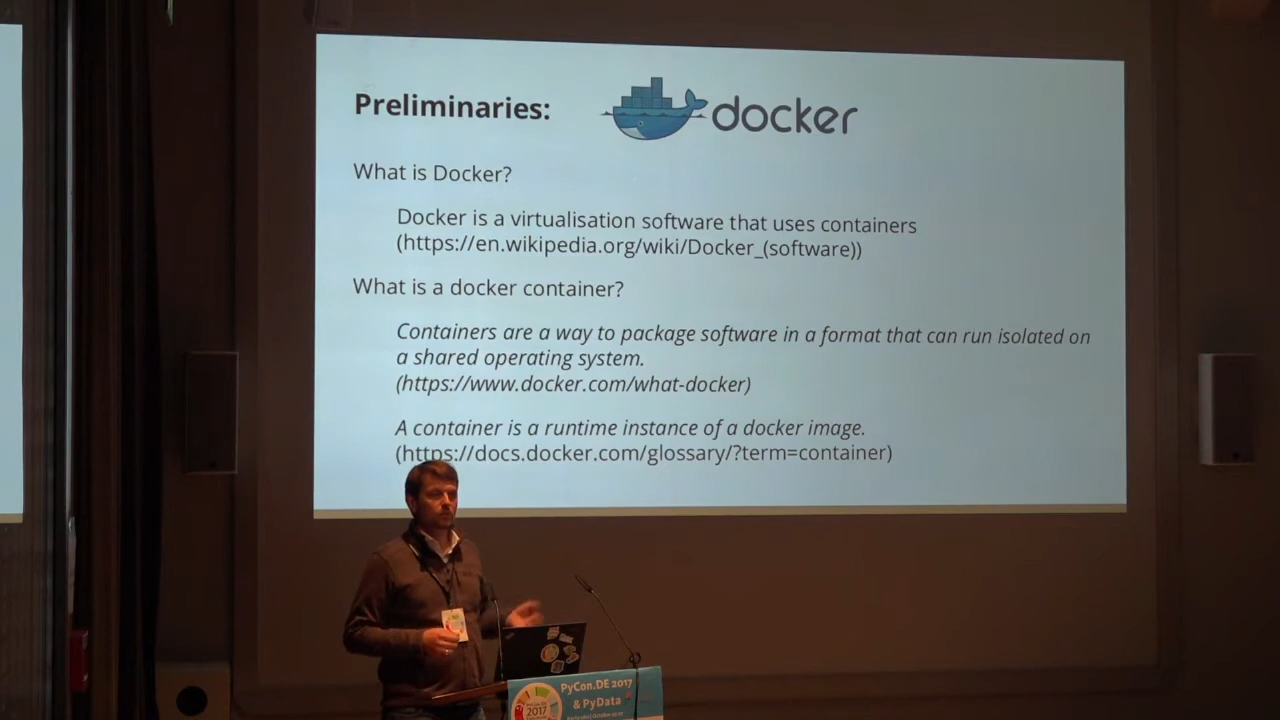 Preliminaries:
docker
What is Docker?
Docker is a virtualisation software that uses containers
(https://en.wikipedia.org/wiki/Docker_(software))
What is a docker container?
Containers are a way to package software in a format that can run isolated on
a shared operating system.
(https://www.docker.com/what-docker)
A container is a runtime instance of a docker image.
(https://docs.docker.com/glossary/?term=container)
PyCon.DE 2017
& PyData
2017